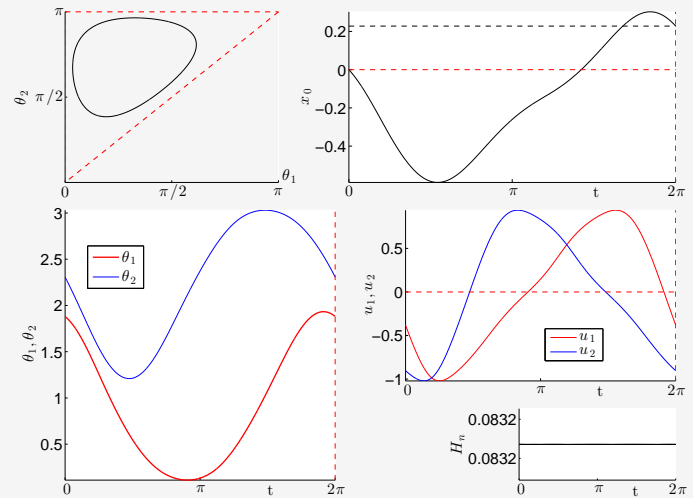 π
θ₂
π/2
0
π/2
π
θ₁
0.2
0
x₀
-0.2
-0.4
0
π
t
2π
3
2.5
2
1.5
1
0.5
θ₁, θ₂
θ₁
θ₂
0
π
t
2π
0.5
0
-0.5
-1
u₁, u₂
u₁
u₂
0
π
t
2π
0.0832
0.0832
Hₙ
0
π
t
2π